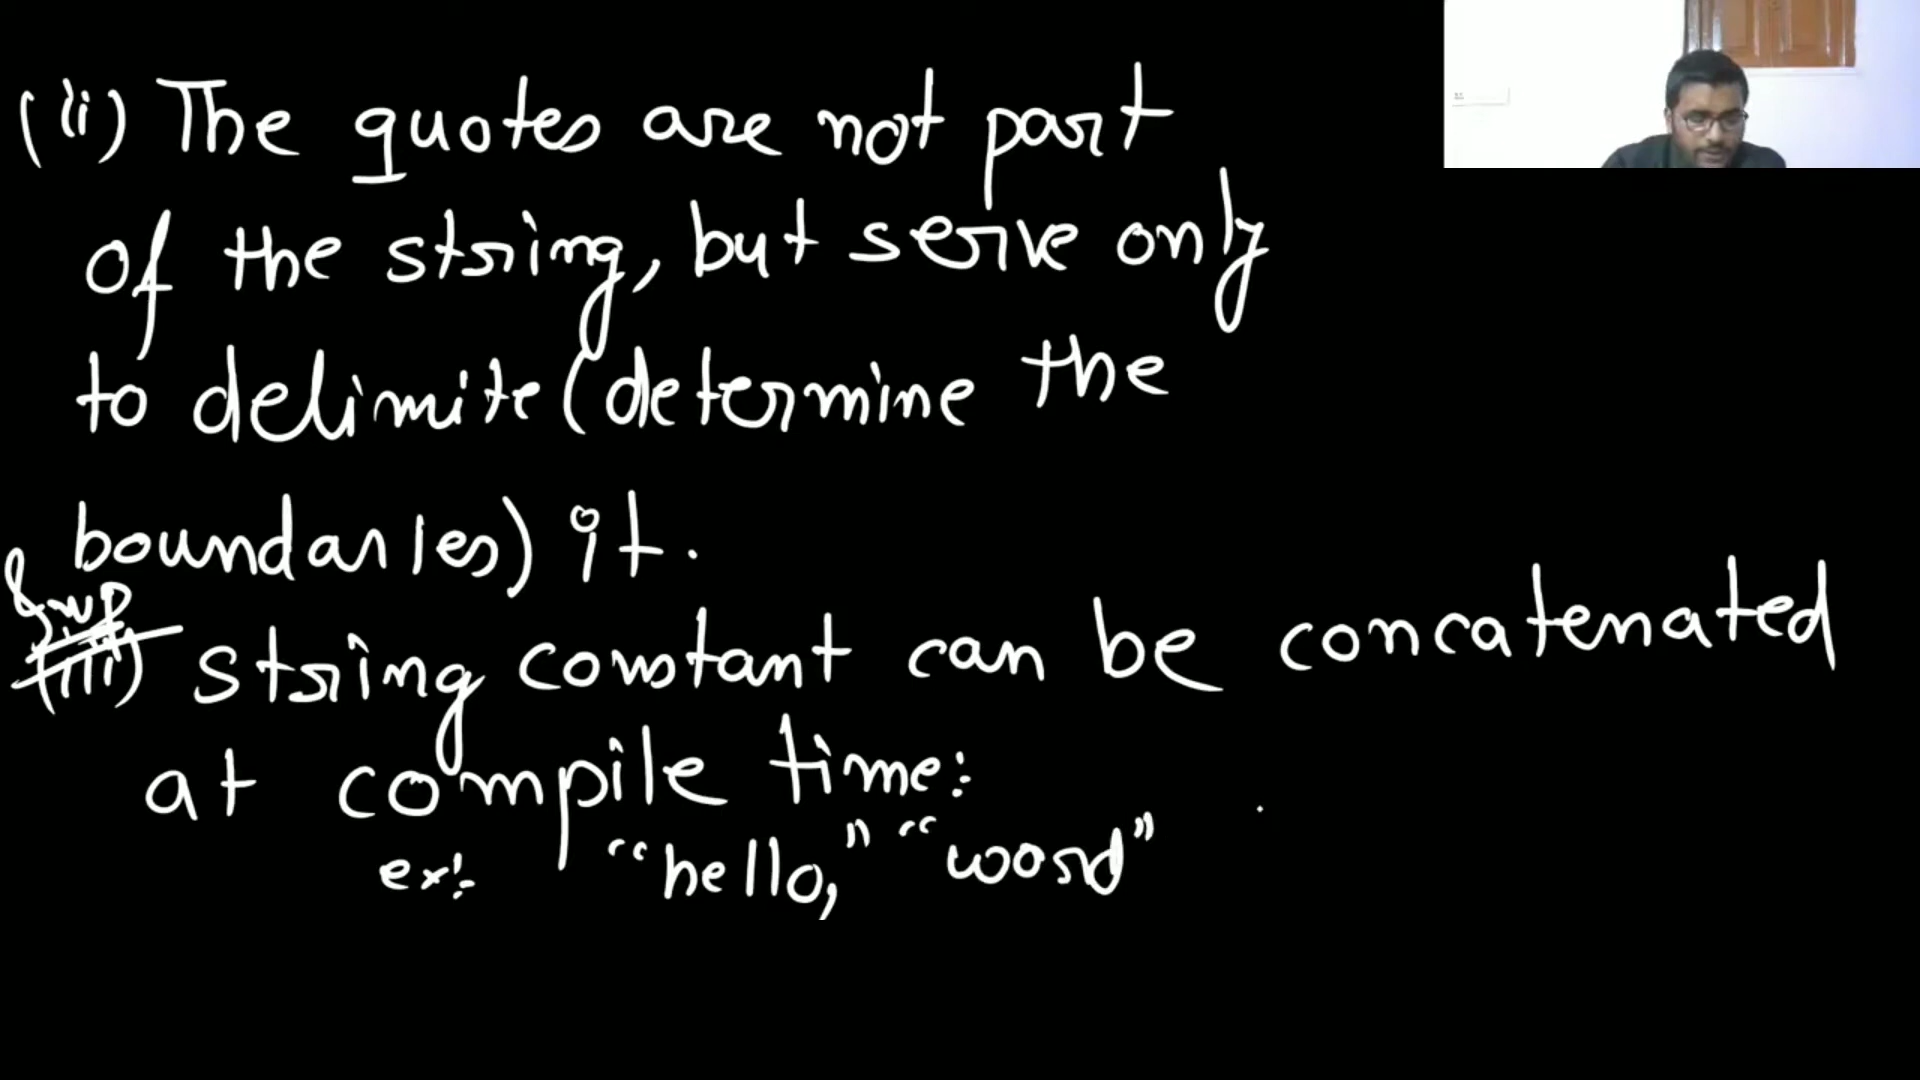 (ii) The quotes are not part
of the string, but serve only
to delimite (determine the
boundaries) it.
Imp
(iii) string constant can be concatenated
at compile time:
ex: "hello," "word"